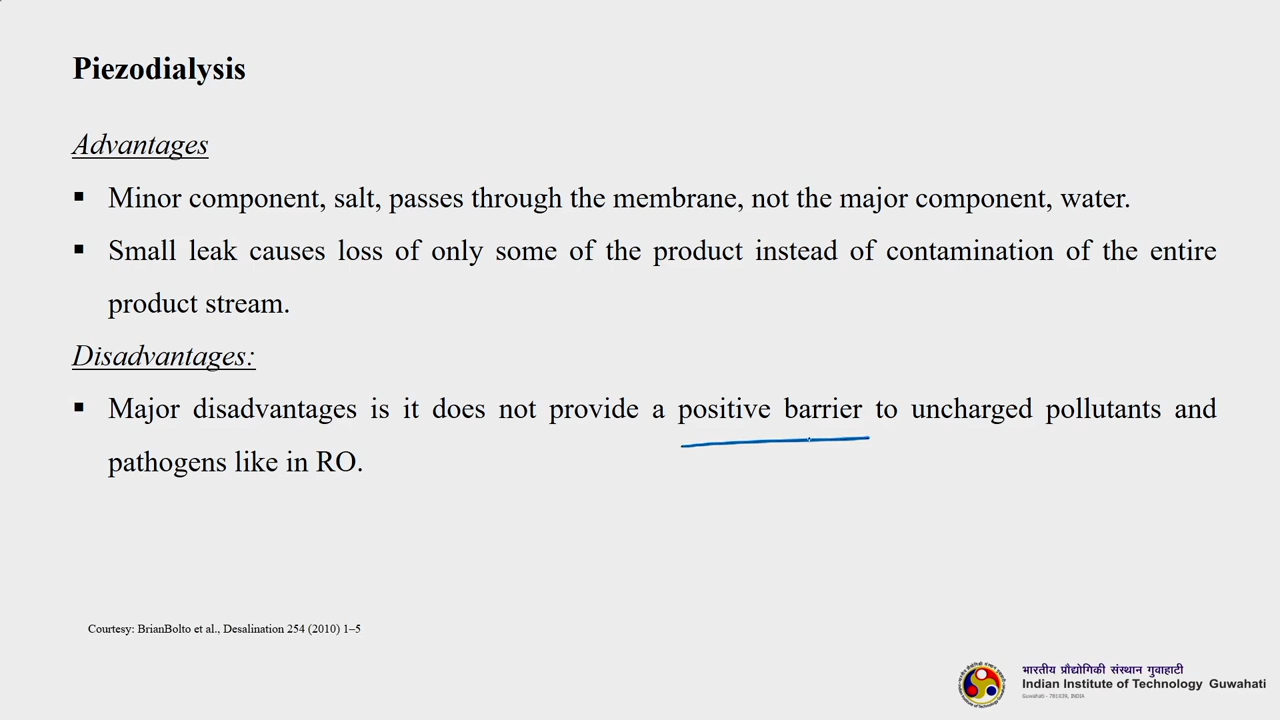 Piezodialysis
Advantages
▪ Minor component, salt, passes through the membrane, not the major component, water.
▪ Small leak causes loss of only some of the product instead of contamination of the entire
product stream.
Disadvantages:
▪ Major disadvantages is it does not provide a positive barrier to uncharged pollutants and
pathogens like in RO.
Courtesy: BrianBolto et al., Desalination 254 (2010) 1–5
भारतीय प्रौद्योगिकी संस्थान गुवाहाटी
Indian Institute of Technology Guwahati
Guwahati - 781039, INDIA